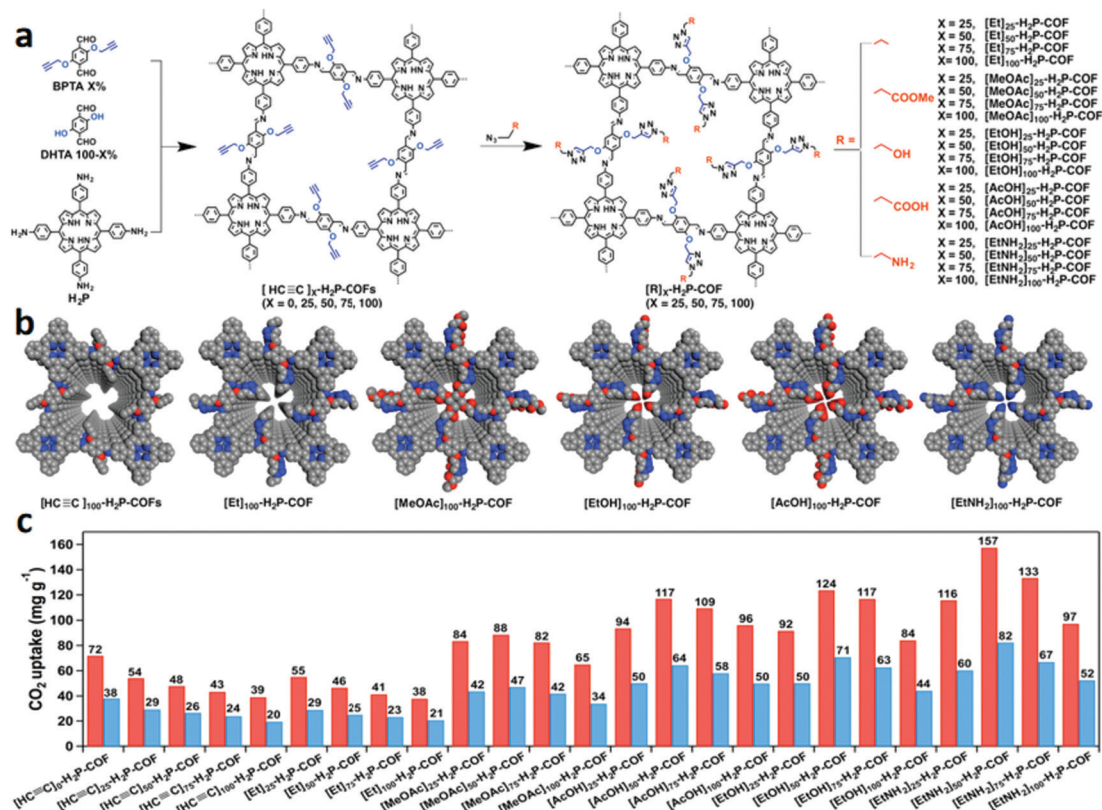 a
CHO
O
CHO
BPTA X%
CHO
OH
HO
CHO
DHTA 100-X%
NH2
H2N
NH2
NH2
H2P
[ HC≡C ]X-H2P-COFs
(X = 0, 25, 50, 75, 100)
N3 R
[R]X-H2P-COF
(X = 25, 50, 75, 100)
R =
COOMe
OH
COOH
NH2
X = 25, [Et]25-H2P-COF
X = 50, [Et]50-H2P-COF
X = 75, [Et]75-H2P-COF
X= 100, [Et]100-H2P-COF
X = 25, [MeOAc]25-H2P-COF
X = 50, [MeOAc]50-H2P-COF
X = 75, [MeOAc]75-H2P-COF
X= 100, [MeOAc]100-H2P-COF
X = 25, [EtOH]25-H2P-COF
X = 50, [EtOH]50-H2P-COF
X = 75, [EtOH]75-H2P-COF
X= 100, [EtOH]100-H2P-COF
X = 25, [AcOH]25-H2P-COF
X = 50, [AcOH]50-H2P-COF
X = 75, [AcOH]75-H2P-COF
X= 100, [AcOH]100-H2P-COF
X = 25, [EtNH2]25-H2P-COF
X = 50, [EtNH2]50-H2P-COF
X = 75, [EtNH2]75-H2P-COF
X= 100, [EtNH2]100-H2P-COF
b
[HC≡C ]100-H2P-COFs
[Et]100-H2P-COF
[MeOAc]100-H2P-COF
[EtOH]100-H2P-COF
[AcOH]100-H2P-COF
[EtNH2]100-H2P-COF
c
CO2 uptake (mg g-1)
160
140
120
100
80
60
40
20
0
72 38
54 29
48 26
43 24
39 20
55 29
46 25
41 23
38 21
84 42
88 47
82 42
65 34
94 50
117 64
109 58
96 50
92 50
124 71
117 63
84 44
116 60
157 82
133 67
97 52
[HC≡C]0-H2P-COF
[HC≡C]25-H2P-COF
[HC≡C]50-H2P-COF
[HC≡C]75-H2P-COF
[HC≡C]100-H2P-COF
[Et]25-H2P-COF
[Et]50-H2P-COF
[Et]75-H2P-COF
[Et]100-H2P-COF
[MeOAc]25-H2P-COF
[MeOAc]50-H2P-COF
[MeOAc]75-H2P-COF
[MeOAc]100-H2P-COF
[AcOH]25-H2P-COF
[AcOH]50-H2P-COF
[AcOH]75-H2P-COF
[AcOH]100-H2P-COF
[EtOH]25-H2P-COF
[EtOH]50-H2P-COF
[EtOH]75-H2P-COF
[EtOH]100-H2P-COF
[EtNH2]25-H2P-COF
[EtNH2]50-H2P-COF
[EtNH2]75-H2P-COF
[EtNH2]100-H2P-COF